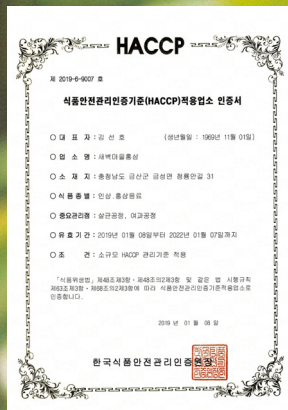 HACCP
제 2019-6-9007 호
식품안전관리인증기준(HACCP)적용업소 인증서
○ 대 표 자 : 김 선 호 (생년월일 : 1969년 11월 01일)
○ 업 소 명 : 새벽마을홍삼
○ 소 재 지 : 충청남도 금산군 금성면 청룡안길 31
○ 식 품 종 별 : 인삼.홍삼음료
○ 중요관리점 : 살균공정, 여과공정
○ 유 효 기 간 : 2019년 01월 08일부터 2022년 01월 07일까지
○ 조 건 : 소규모 HACCP 관리기준 적용
「식품위생법」제48조제3항ㆍ제48조의2제3항 및 같은 법 시행규칙
제63조제3항ㆍ제68조의2제3항에 따라 식품안전관리인증기준적용업소로
인증합니다.
2019 년 01 월 08 일
한국식품안전관리인증원장